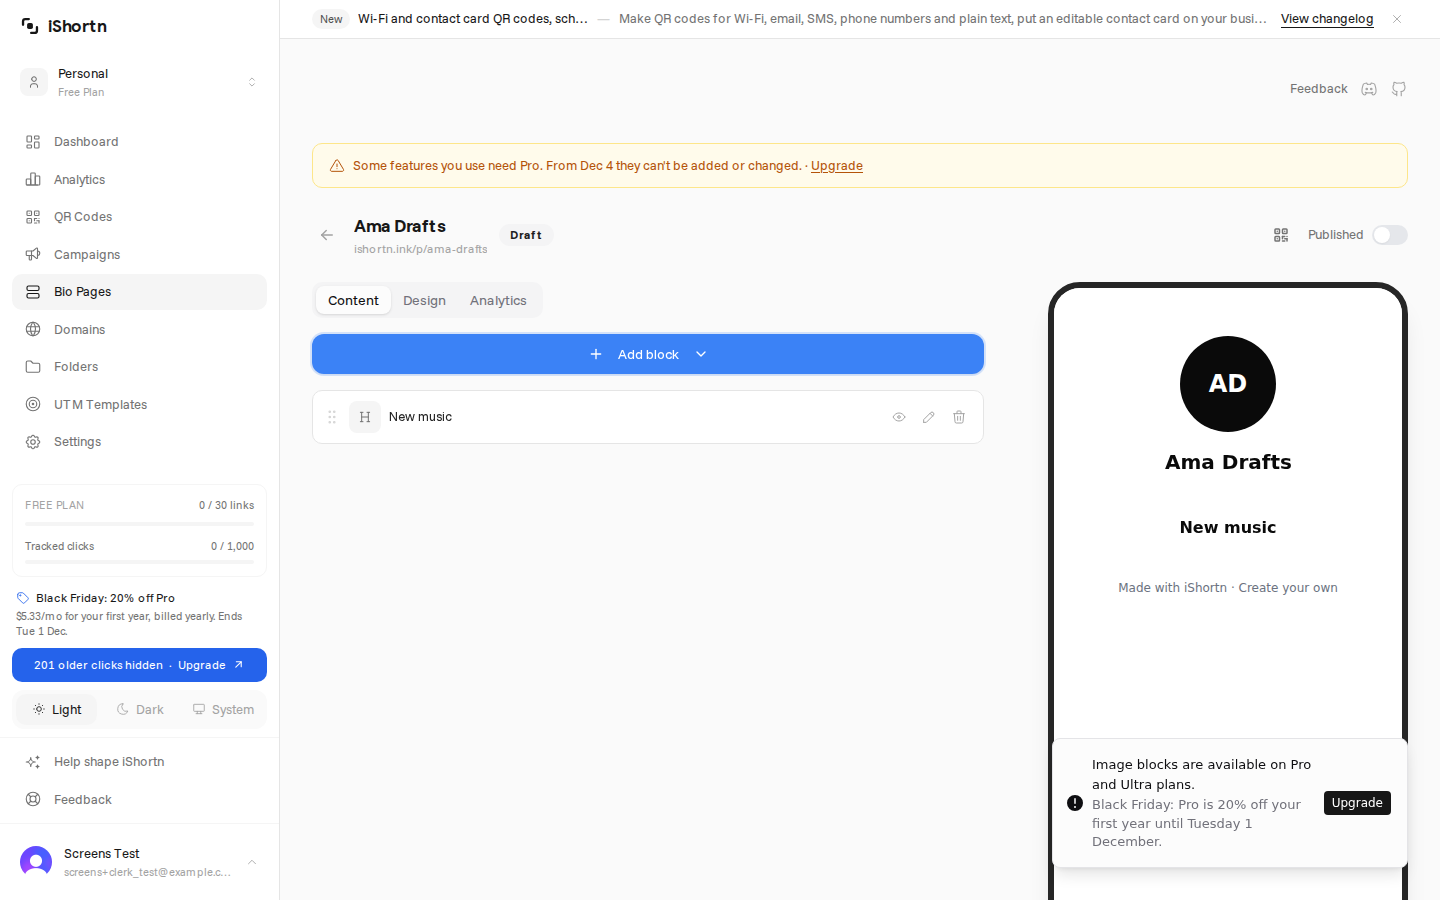 iShortn
Personal
Free Plan
Dashboard
Analytics
QR Codes
Campaigns
Bio Pages
Domains
Folders
UTM Templates
Settings
FREE PLAN 0 / 30 links
Tracked clicks 0 / 1,000
Black Friday: 20% off Pro
$5.33/mo for your first year, billed yearly. Ends
Tue 1 Dec.
201 older clicks hidden · Upgrade
Light Dark System
Help shape iShortn
Feedback
Screens Test
screens+clerk_test@example.c...
New Wi-Fi and contact card QR codes, sch... — Make QR codes for Wi-Fi, email, SMS, phone numbers and plain text, put an editable contact card on your busi... View changelog
Feedback
Some features you use need Pro. From Dec 4 they can't be added or changed. · Upgrade
Ama Drafts
ishortn.ink/p/ama-drafts
Draft
Published
Content Design Analytics
Add block
New music
AD
Ama Drafts
New music
Made with iShortn · Create your own
Image blocks are available on Pro
and Ultra plans.
Black Friday: Pro is 20% off your
first year until Tuesday 1
December.
Upgrade